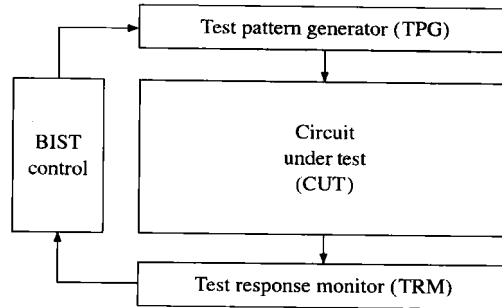 Test pattern generator (TPG)
BIST
control
Circuit
under test
(CUT)
Test response monitor (TRM)